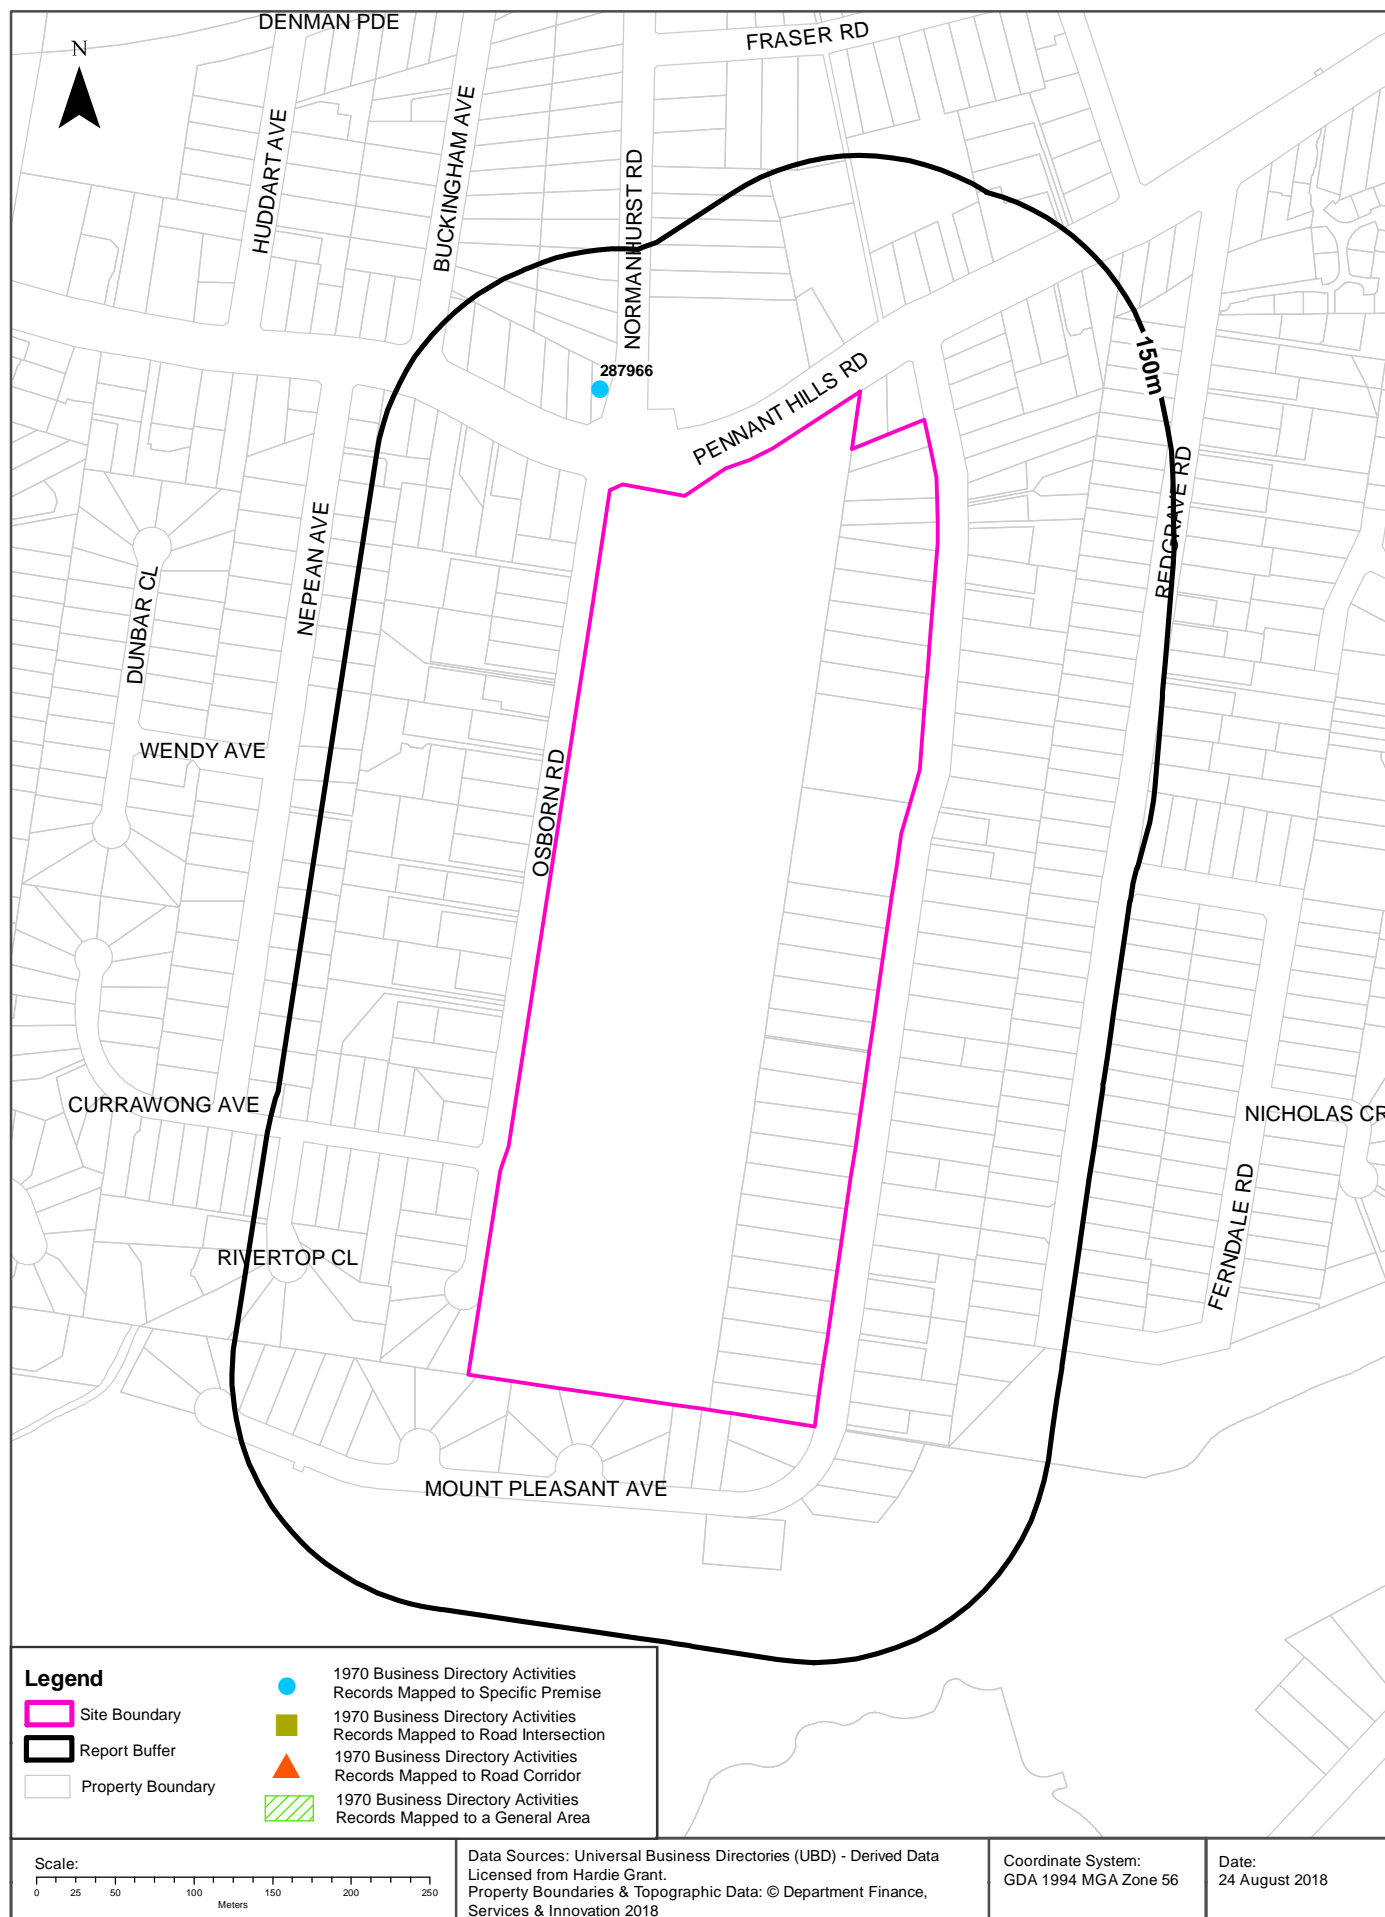 DENMAN PDE
FRASER RD
N
HUDDART AVE
BUCKINGHAM AVE
NORMANHURST RD
150m
287966
PENNANT HILLS RD
REDGRAVE RD
NEPEAN AVE
DUNBAR CL
WENDY AVE
OSBORN RD
CURRAWONG AVE
NICHOLAS CR
FERNDALE RD
RIVERTOP CL
MOUNT PLEASANT AVE
Legend
Site Boundary
Report Buffer
Property Boundary
1970 Business Directory Activities
Records Mapped to Specific Premise
1970 Business Directory Activities
Records Mapped to Road Intersection
1970 Business Directory Activities
Records Mapped to Road Corridor
1970 Business Directory Activities
Records Mapped to a General Area
Scale:
0 25 50 100 150 200 250
Meters
Data Sources: Universal Business Directories (UBD) - Derived Data
Licensed from Hardie Grant.
Property Boundaries & Topographic Data: © Department Finance,
Services & Innovation 2018
Coordinate System:
GDA 1994 MGA Zone 56
Date:
24 August 2018